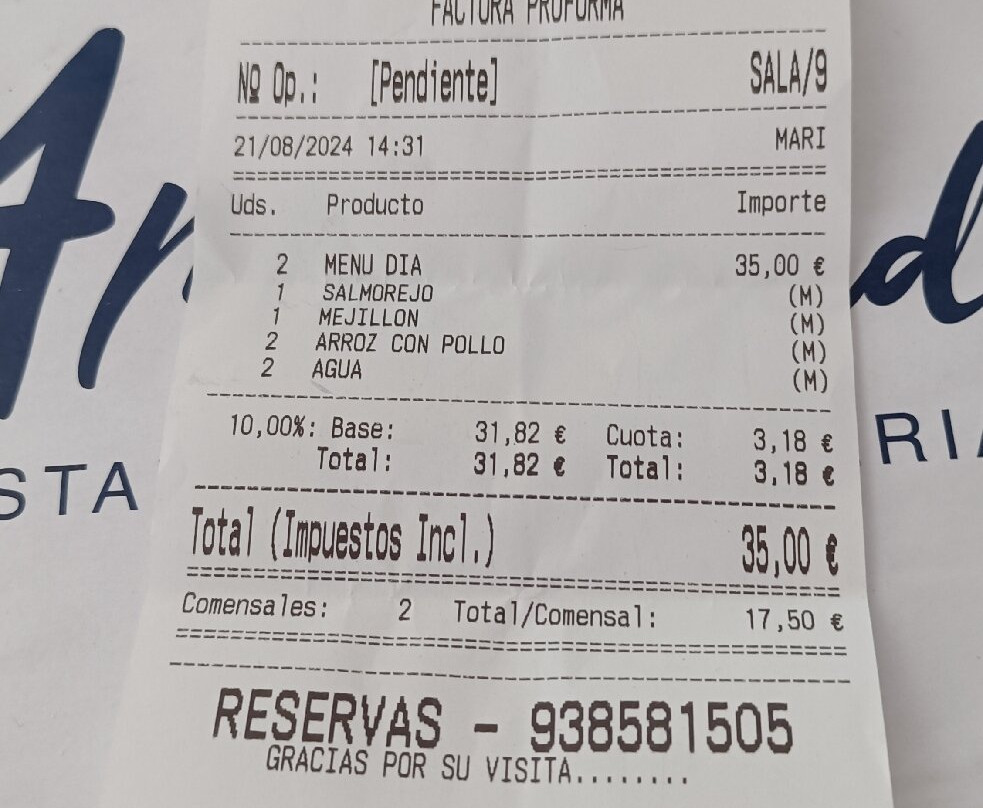 FACTURA PROFORMA
Nº Op.: [Pendiente] SALA/9
21/08/2024 14:31 MARI
Uds. Producto Importe
2 MENU DIA 35,00 €
1 SALMOREJO (M)
1 MEJILLON (M)
2 ARROZ CON POLLO (M)
2 AGUA (M)
10,00%: Base: 31,82 € Cuota: 3,18 €
Total: 31,82 € Total: 3,18 €
Total (Impuestos Incl.) 35,00 €
Comensales: 2 Total/Comensal: 17,50 €
RESERVAS - 938581505
GRACIAS POR SU VISITA........